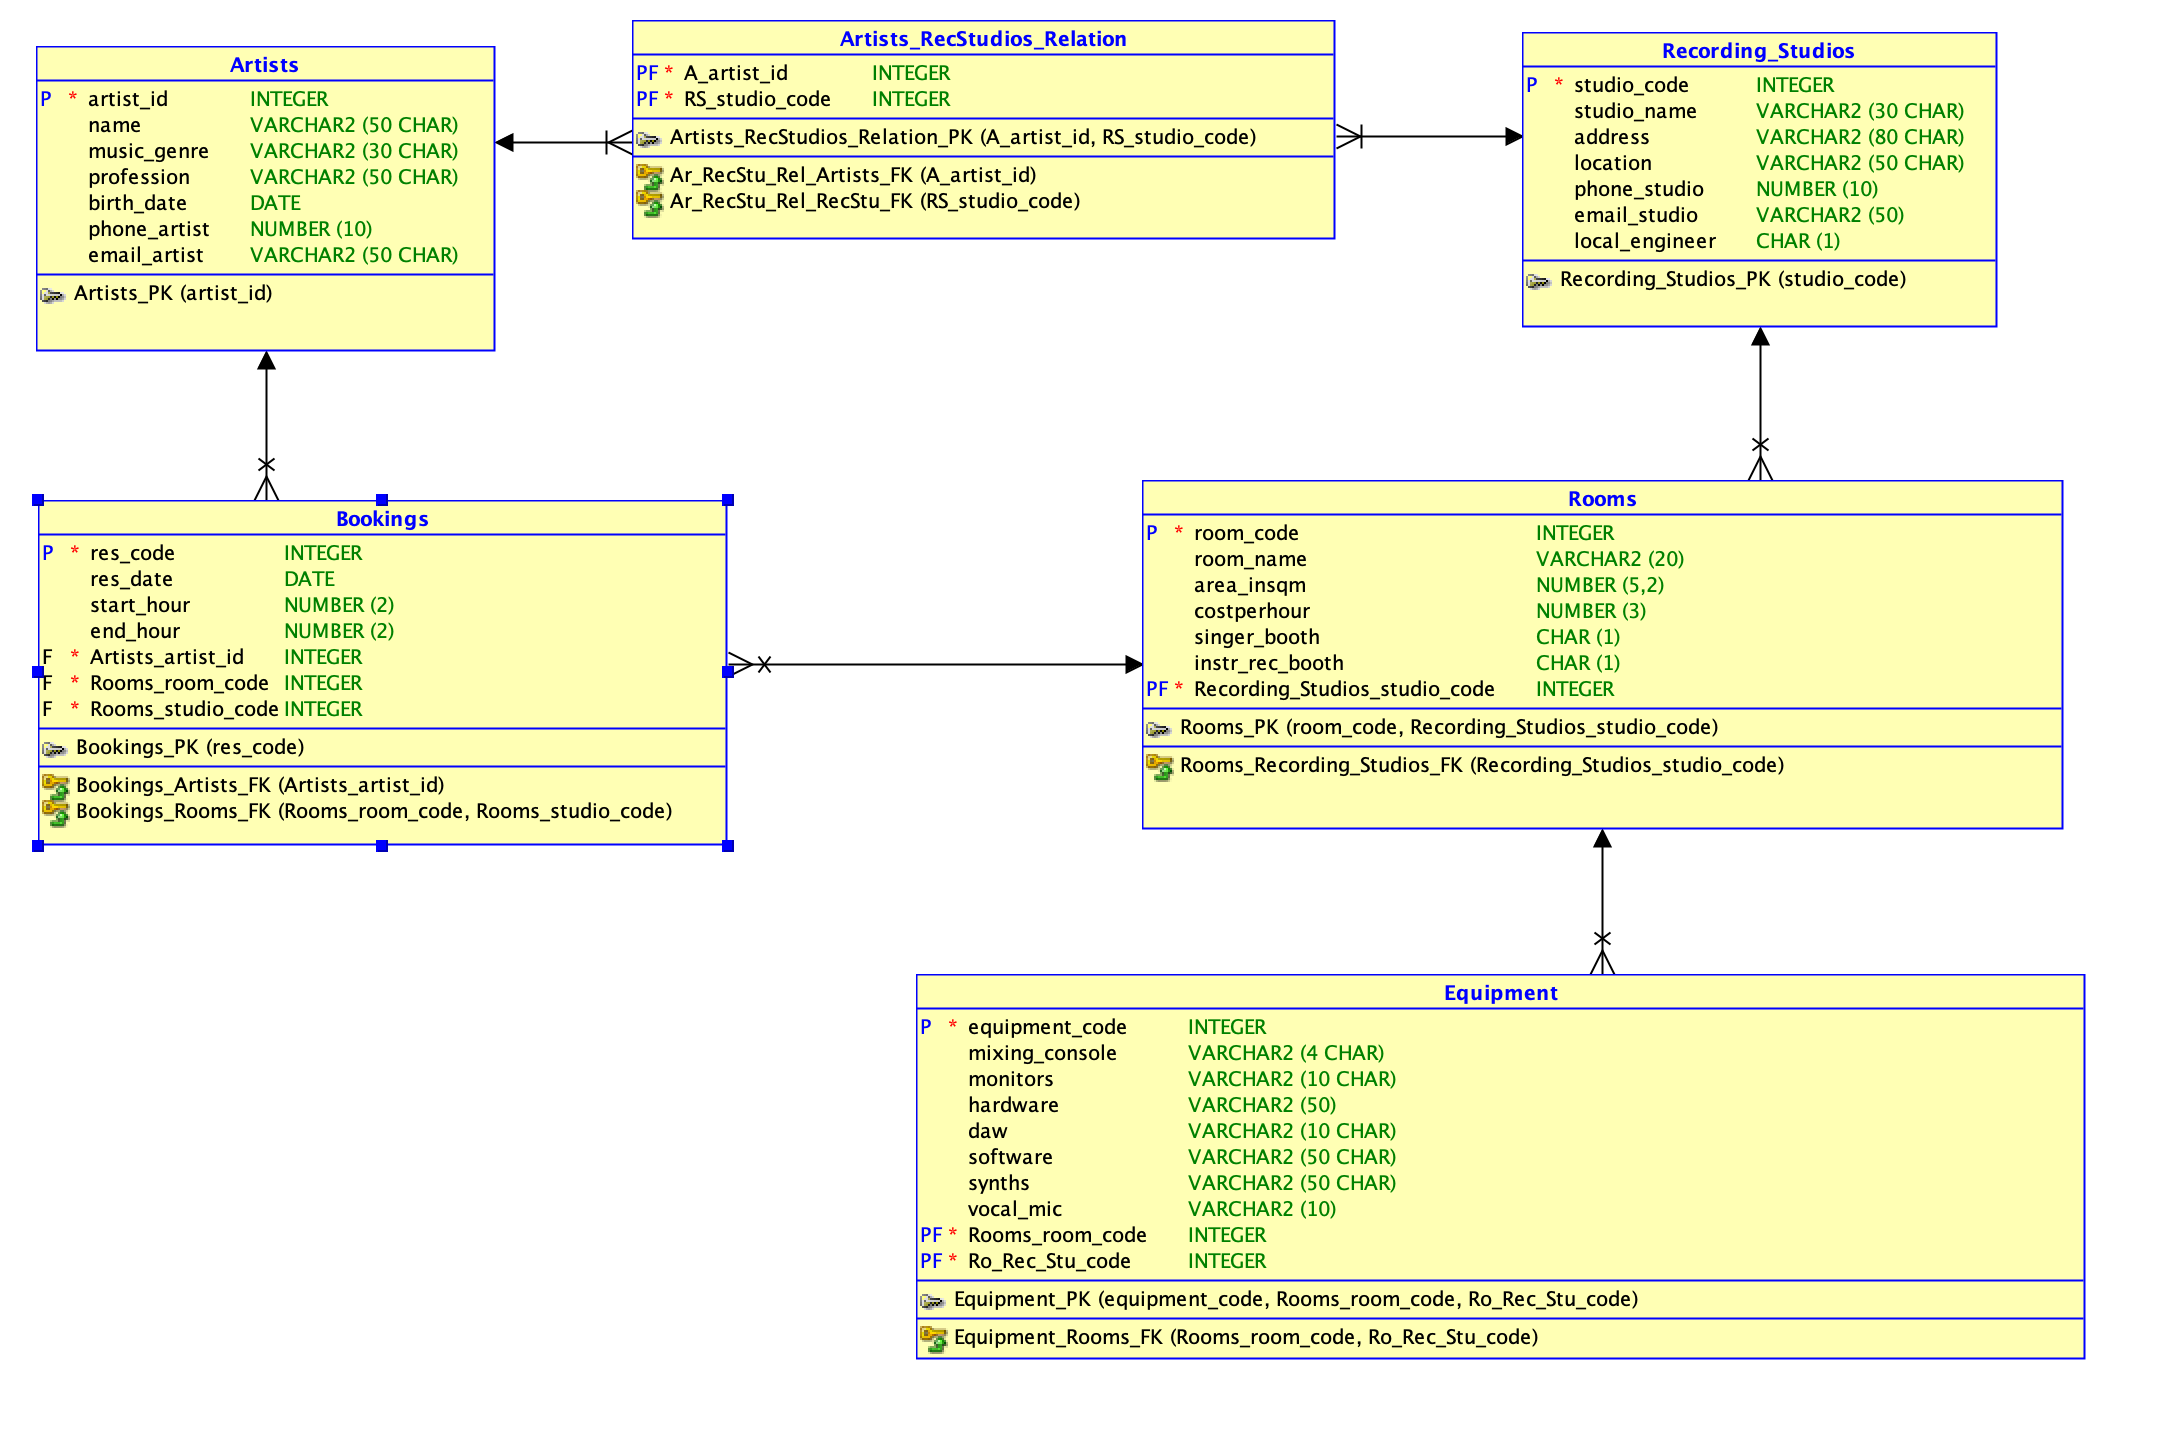 Artists
P * artist_id INTEGER
name VARCHAR2 (50 CHAR)
music_genre VARCHAR2 (30 CHAR)
profession VARCHAR2 (50 CHAR)
birth_date DATE
phone_artist NUMBER (10)
email_artist VARCHAR2 (50 CHAR)
Artists_PK (artist_id)
Artists_RecStudios_Relation
PF * A_artist_id INTEGER
PF * RS_studio_code INTEGER
Artists_RecStudios_Relation_PK (A_artist_id, RS_studio_code)
Ar_RecStu_Rel_Artists_FK (A_artist_id)
Ar_RecStu_Rel_RecStu_FK (RS_studio_code)
Recording_Studios
P * studio_code INTEGER
studio_name VARCHAR2 (30 CHAR)
address VARCHAR2 (80 CHAR)
location VARCHAR2 (50 CHAR)
phone_studio NUMBER (10)
email_studio VARCHAR2 (50)
local_engineer CHAR (1)
Recording_Studios_PK (studio_code)
Bookings
P * res_code INTEGER
res_date DATE
start_hour NUMBER (2)
end_hour NUMBER (2)
F * Artists_artist_id INTEGER
F * Rooms_room_code INTEGER
F * Rooms_studio_code INTEGER
Bookings_PK (res_code)
Bookings_Artists_FK (Artists_artist_id)
Bookings_Rooms_FK (Rooms_room_code, Rooms_studio_code)
Rooms
P * room_code INTEGER
room_name VARCHAR2 (20)
area_insqm NUMBER (5,2)
costperhour NUMBER (3)
singer_booth CHAR (1)
instr_rec_booth CHAR (1)
PF * Recording_Studios_studio_code INTEGER
Rooms_PK (room_code, Recording_Studios_studio_code)
Rooms_Recording_Studios_FK (Recording_Studios_studio_code)
Equipment
P * equipment_code INTEGER
mixing_console VARCHAR2 (4 CHAR)
monitors VARCHAR2 (10 CHAR)
hardware VARCHAR2 (50)
daw VARCHAR2 (10 CHAR)
software VARCHAR2 (50 CHAR)
synths VARCHAR2 (50 CHAR)
vocal_mic VARCHAR2 (10)
PF * Rooms_room_code INTEGER
PF * Ro_Rec_Stu_code INTEGER
Equipment_PK (equipment_code, Rooms_room_code, Ro_Rec_Stu_code)
Equipment_Rooms_FK (Rooms_room_code, Ro_Rec_Stu_code)